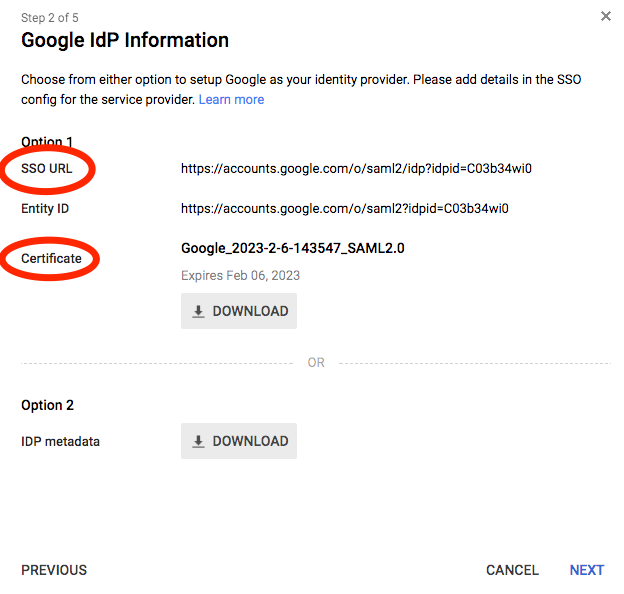 Step 2 of 5
Google IdP Information
Choose from either option to setup Google as your identity provider. Please add details in the SSO
config for the service provider. Learn more
Option 1
SSO URL https://accounts.google.com/o/saml2/idp?idpid=C03b34wi0
Entity ID https://accounts.google.com/o/saml2?idpid=C03b34wi0
Certificate Google_2023-2-6-143547_SAML2.0
Expires Feb 06, 2023
DOWNLOAD
OR
Option 2
IDP metadata DOWNLOAD
PREVIOUS CANCEL NEXT